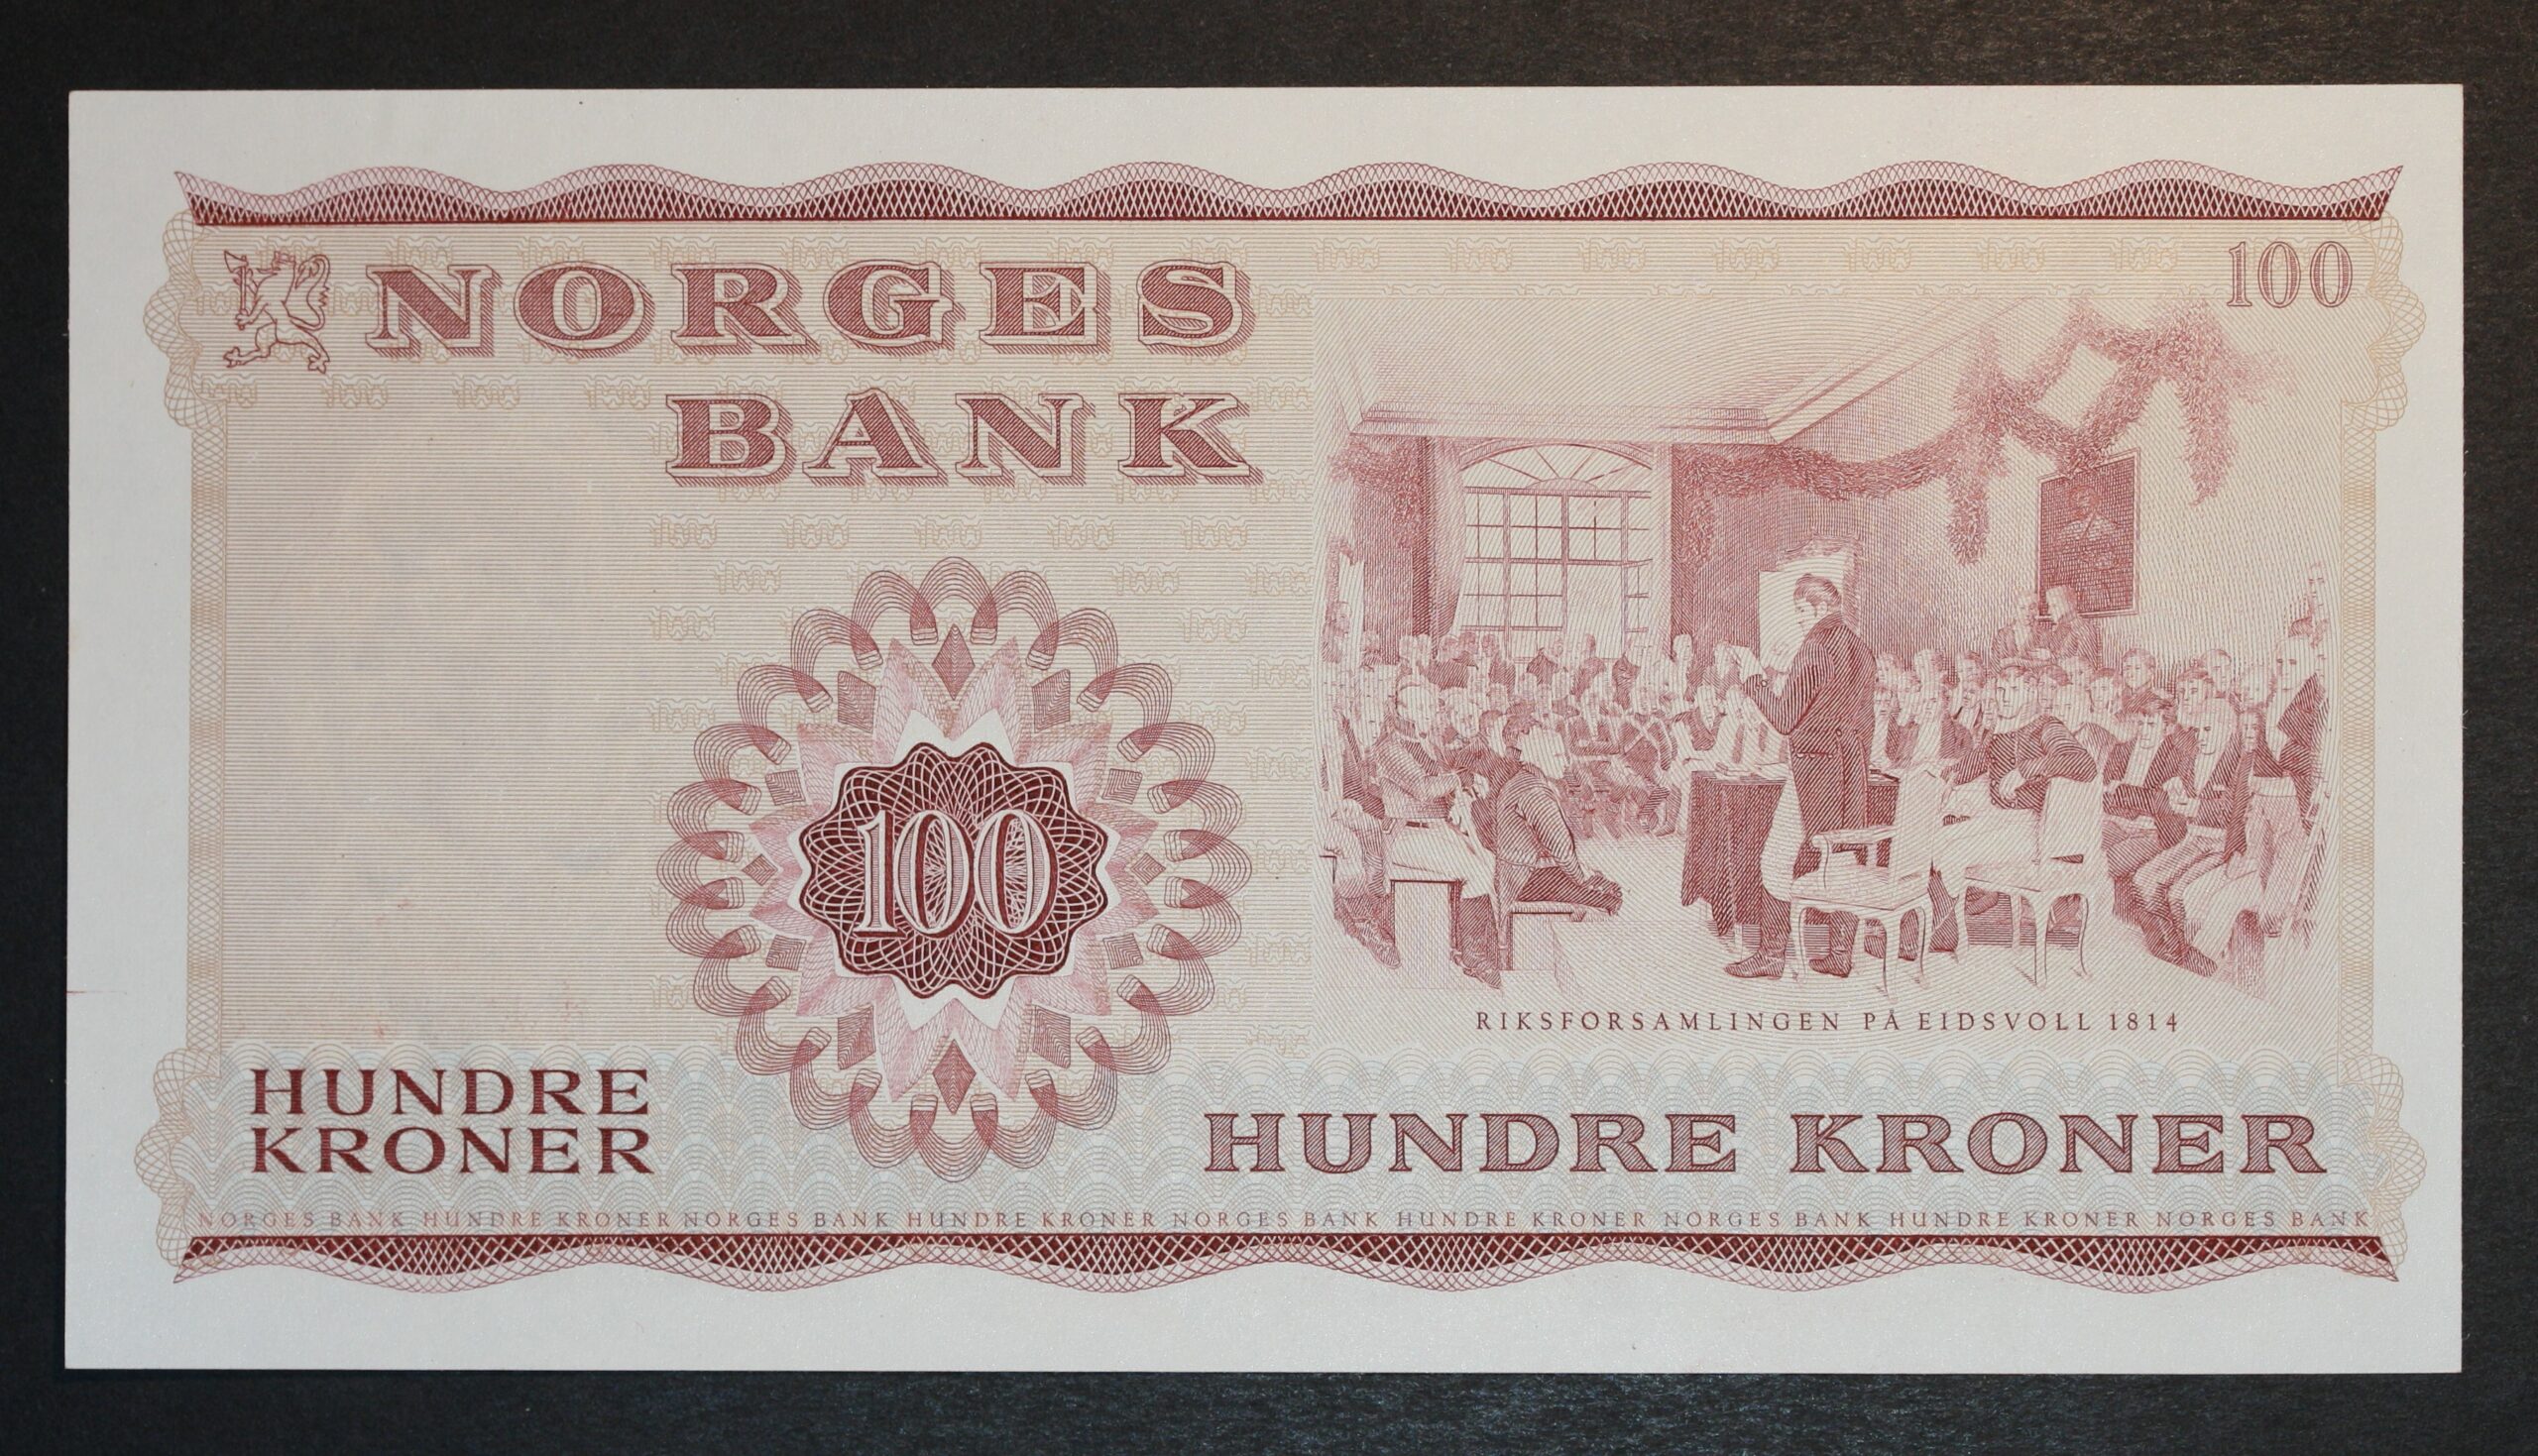 NORGES
BANK
100
100
RIKSFORSAMLINGEN PÅ EIDSVOLL 1814
HUNDRE
KRONER
HUNDRE KRONER
NORGES BANK HUNDRE KRONER NORGES BANK HUNDRE KRONER NORGES BANK HUNDRE KRONER NORGES BANK HUNDRE KRONER NORGES BANK